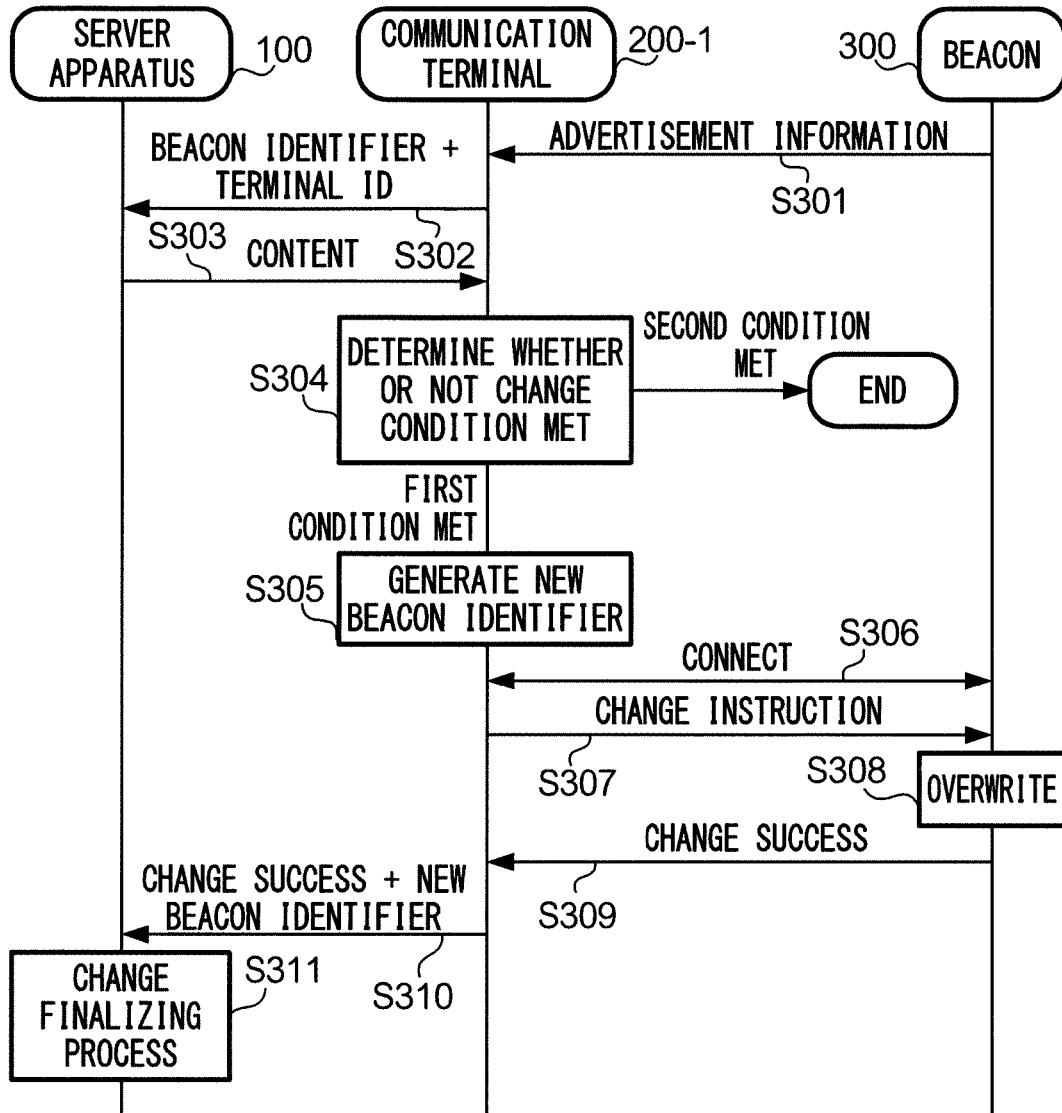 SERVER
APPARATUS
100
COMMUNICATION
TERMINAL
200-1
300
BEACON
ADVERTISEMENT INFORMATION
S301
BEACON IDENTIFIER +
TERMINAL ID
S302
S303
CONTENT
S304
DETERMINE WHETHER
OR NOT CHANGE
CONDITION MET
SECOND CONDITION
MET
END
FIRST
CONDITION MET
S305
GENERATE NEW
BEACON IDENTIFIER
S306
CONNECT
CHANGE INSTRUCTION
S307
S308
OVERWRITE
CHANGE SUCCESS
S309
CHANGE SUCCESS + NEW
BEACON IDENTIFIER
S310
CHANGE
FINALIZING
PROCESS
S311